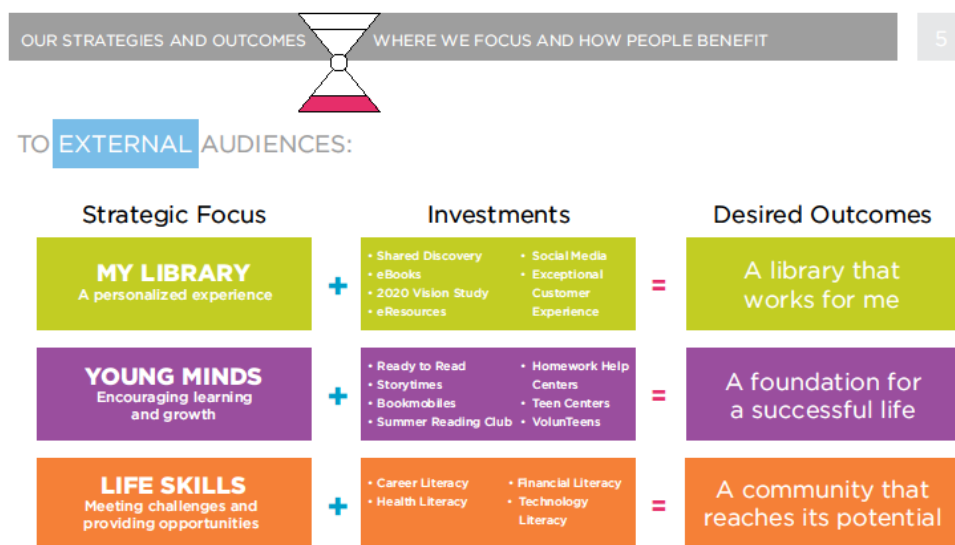 OUR STRATEGIES AND OUTCOMES WHERE WE FOCUS AND HOW PEOPLE BENEFIT 5
TO EXTERNAL AUDIENCES:
Strategic Focus
Investments
Desired Outcomes
MY LIBRARY
A personalized experience
+
• Shared Discovery
• eBooks
• 2020 Vision Study
• eResources
• Social Media
• Exceptional
Customer
Experience
=
A library that
works for me
YOUNG MINDS
Encouraging learning
and growth
+
• Ready to Read
• Storytimes
• Bookmobiles
• Summer Reading Club
• Homework Help
Centers
• Teen Centers
• VolunTeens
=
A foundation for
a successful life
LIFE SKILLS
Meeting challenges and
providing opportunities
+
• Career Literacy
• Health Literacy
• Financial Literacy
• Technology
Literacy
=
A community that
reaches its potential